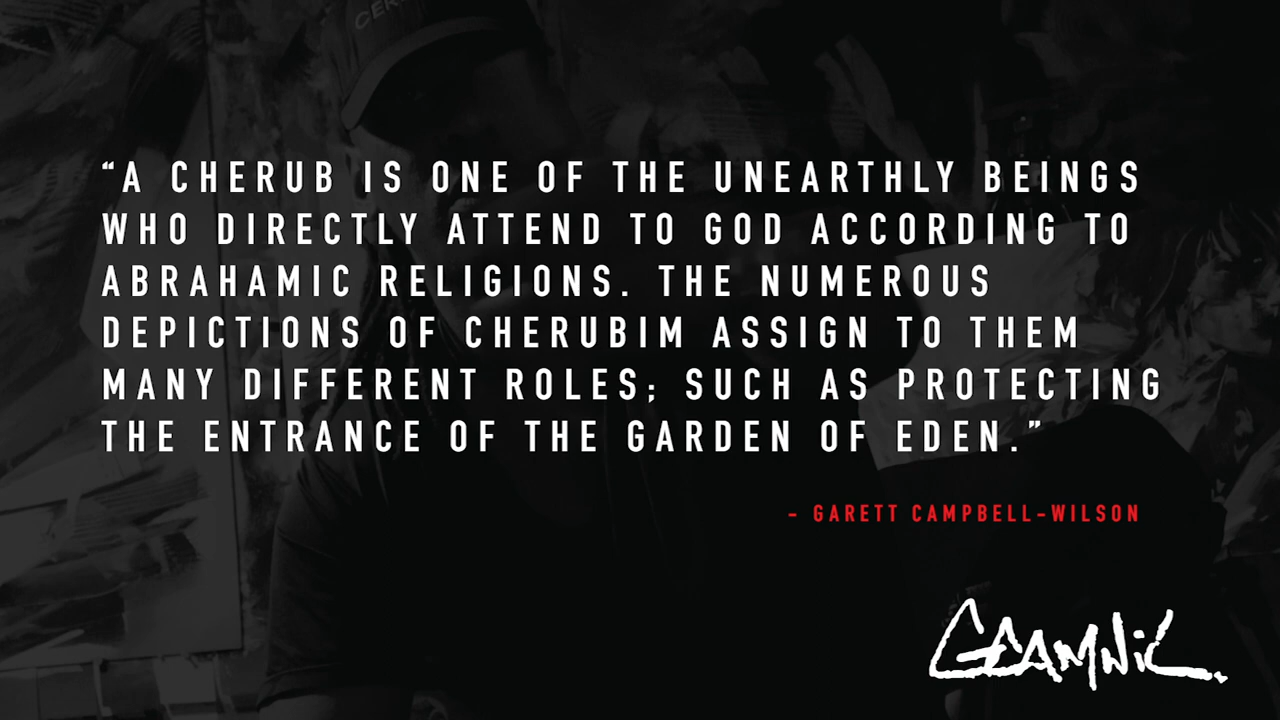 “A CHERUB IS ONE OF THE UNEARTHLY BEINGS
WHO DIRECTLY ATTEND TO GOD ACCORDING TO
ABRAHAMIC RELIGIONS. THE NUMEROUS
DEPICTIONS OF CHERUBIM ASSIGN TO THEM
MANY DIFFERENT ROLES; SUCH AS PROTECTING
THE ENTRANCE OF THE GARDEN OF EDEN.”
- GARETT CAMPBELL-WILSON